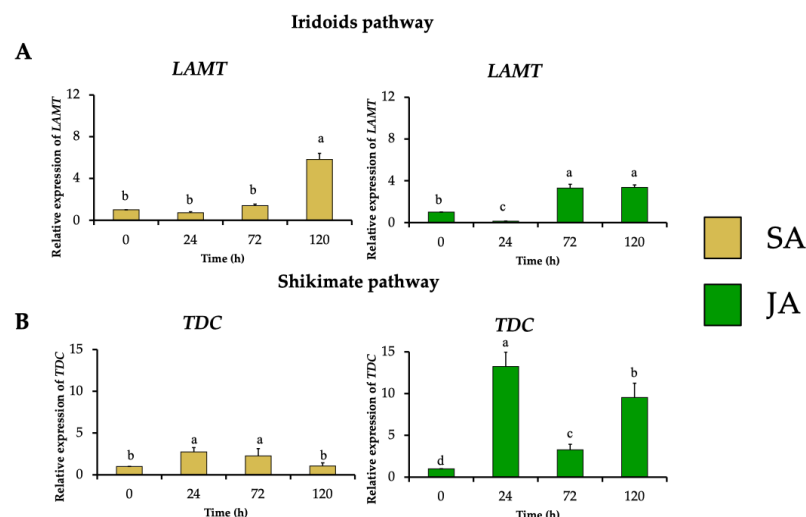 Iridoids pathway
A
LAMT
Relative expression of LAMT
12
8
4
0
b
b
b
a
0 24 72 120
Time (h)
LAMT
Relative expression of LAMT
12
8
4
0
b
c
a
a
0 24 72 120
Time (h)
SA
JA
Shikimate pathway
B
TDC
Relative expression of TDC
15
10
5
0
b
a
a
b
0 24 72 120
Time (h)
TDC
Relative expression of TDC
15
10
5
0
d
a
c
b
0 24 72 120
Time (h)